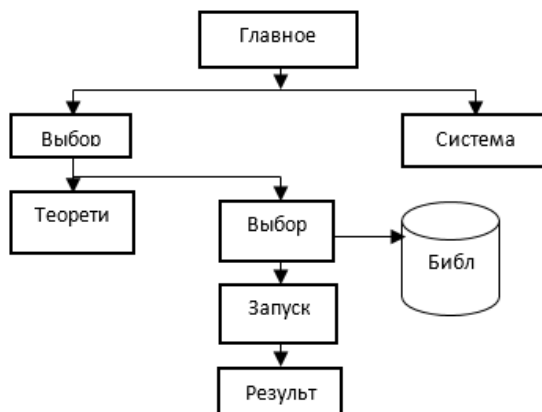 Главное
Выбор
Система
Теорети
Выбор
Библ
Запуск
Результ